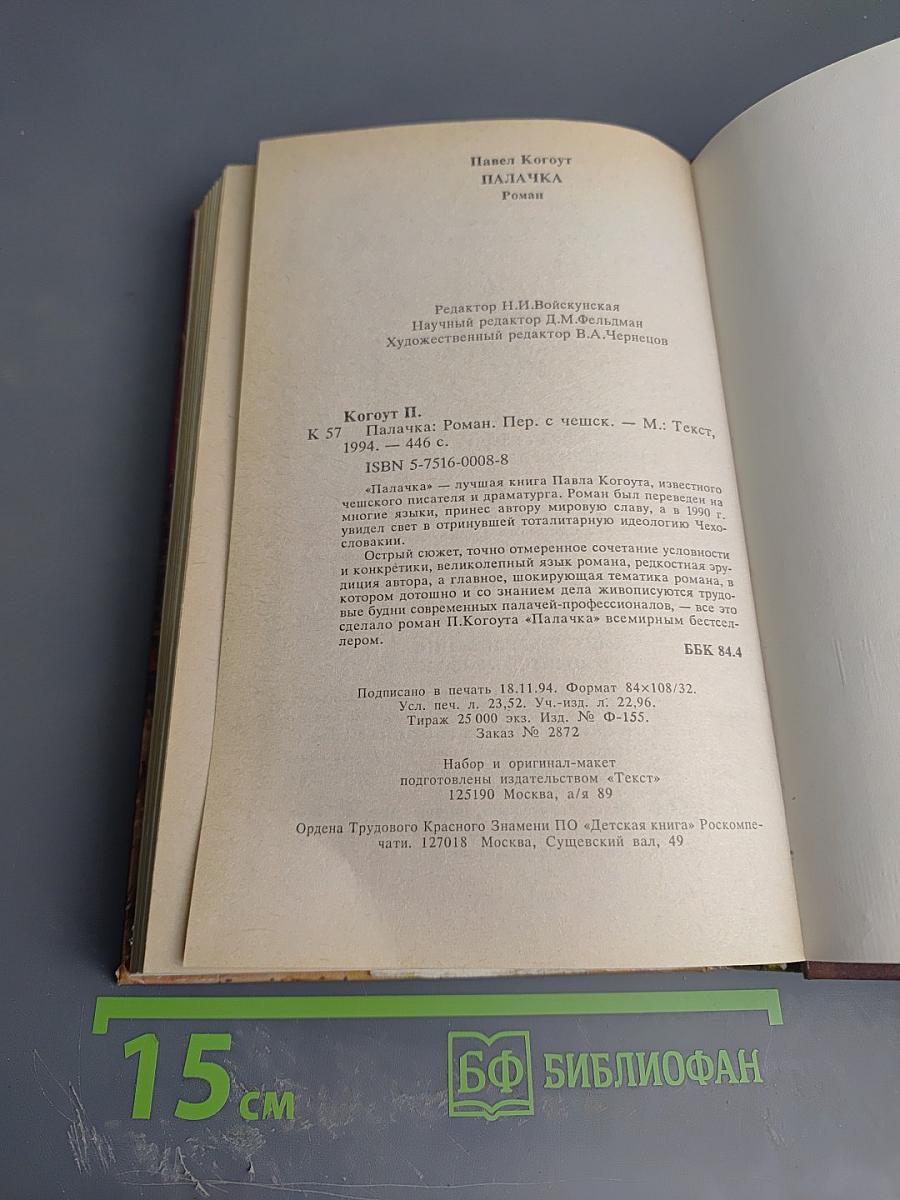 Павел Когоут
ПАЛАЧКА
Роман
Редактор Н.И.Войскунская
Научный редактор Д.М.Фельдман
Художественный редактор В.А.Чернецов
Когоут П.
К 57 Палачка: Роман. Пер. с чешск. — М.: Текст,
1994. — 446 с.
ISBN 5-7516-0008-8
«Палачка» — лучшая книга Павла Когоута, известного
чешского писателя и драматурга. Роман был переведен на
многие языки, принес автору мировую славу, а в 1990 г.
увидел свет в отринувшей тоталитарную идеологию Чехо-
словакии.
Острый сюжет, точно отмеренное сочетание условности
и конкретики, великолепный язык романа, редкостная эру-
диция автора, а главное, шокирующая тематика романа, в
котором дотошно и со знанием дела живописуются трудо-
вые будни современных палачей-профессионалов, — все это
сделало роман П.Когоута «Палачка» всемирным бестсел-
лером.
ББК 84.4
Подписано в печать 18.11.94. Формат 84×108/32.
Усл. печ. л. 23,52. Уч.-изд. л. 22,96.
Тираж 25 000 экз. Изд. № Ф-155.
Заказ № 2872
Набор и оригинал-макет
подготовлены издательством «Текст»
125190 Москва, а/я 89
Ордена Трудового Красного Знамени ПО «Детская книга» Роскомпе-
чати. 127018 Москва, Сущевский вал, 49
15 см
БФ БИБЛИОФАН